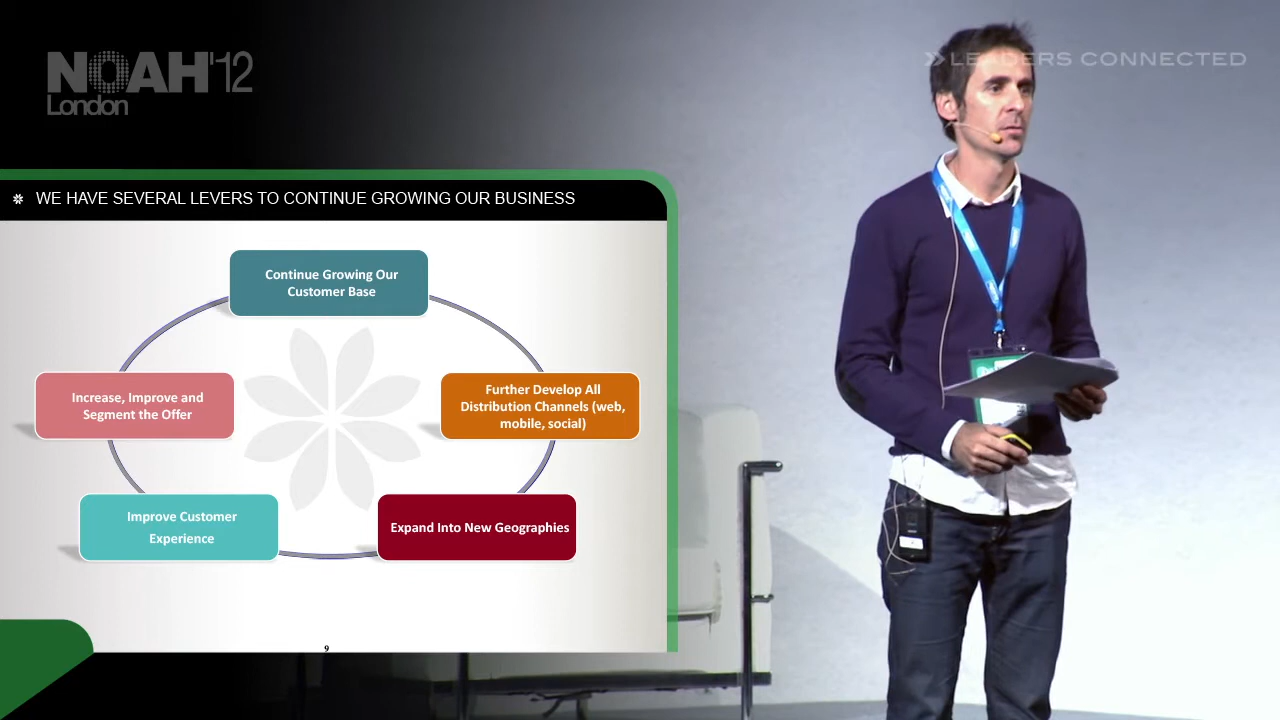 NOAH'12
London
LEADERS CONNECTED
WE HAVE SEVERAL LEVERS TO CONTINUE GROWING OUR BUSINESS
Continue Growing Our
Customer Base
Increase, Improve and
Segment the Offer
Further Develop All
Distribution Channels (web,
mobile, social)
Improve Customer
Experience
Expand Into New Geographies
9